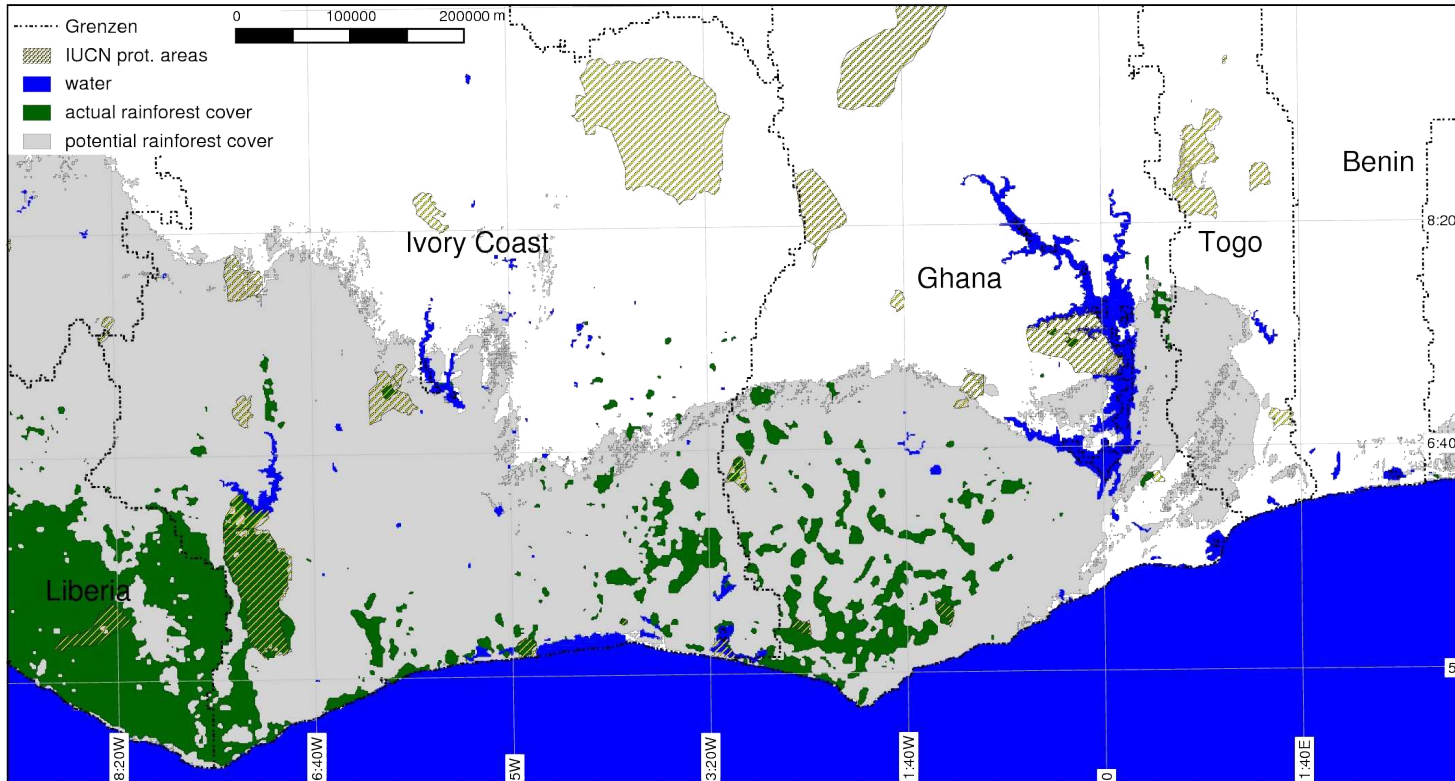 0 100000 200000 m
Grenzen
IUCN prot. areas
water
actual rainforest cover
potential rainforest cover
Benin
8:20
Ivory Coast
Togo
Ghana
6:40
Liberia
5
8:20W
6:40W
5W
3:20W
1:40W
0
1:40E